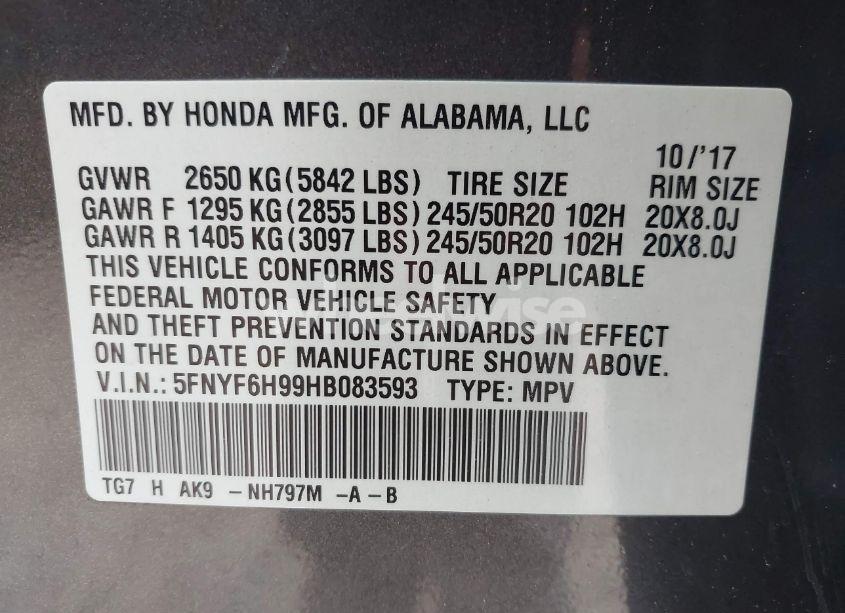 MFD. BY HONDA MFG. OF ALABAMA, LLC
10/'17
GVWR 2650 KG (5842 LBS) TIRE SIZE RIM SIZE
GAWR F 1295 KG (2855 LBS) 245/50R20 102H 20X8.0J
GAWR R 1405 KG (3097 LBS) 245/50R20 102H 20X8.0J
THIS VEHICLE CONFORMS TO ALL APPLICABLE
FEDERAL MOTOR VEHICLE SAFETY
AND THEFT PREVENTION STANDARDS IN EFFECT
ON THE DATE OF MANUFACTURE SHOWN ABOVE.
V.I.N.: 5FNYF6H99HB083593 TYPE: MPV
TG7 H AK9 -NH797M -A-B